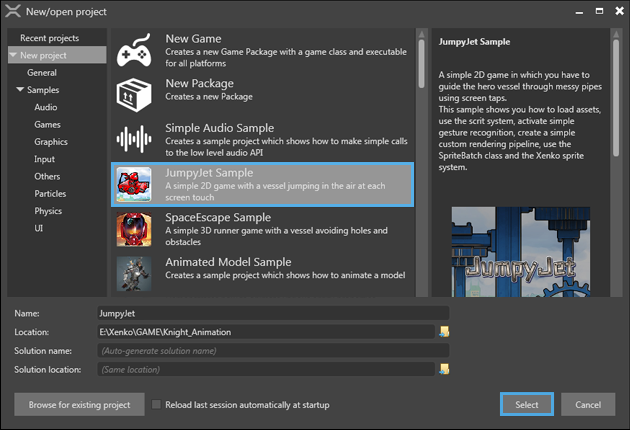 New/open project
Recent projects
New project
General
Samples
Audio
Games
Graphics
Input
Others
Particles
Physics
UI
New Game
Creates a new Game Package with a game class and executable
for all platforms
New Package
Creates a new Package
Simple Audio Sample
Creates a sample project which shows how to make simple calls
to the low level audio API
JumpyJet Sample
A simple 2D game with a vessel jumping in the air at each
screen touch
SpaceEscape Sample
A simple 3D runner game with a vessel avoiding holes and
obstacles
Animated Model Sample
Creates a sample project which shows how to animate a model
JumpyJet Sample
A simple 2D game in which you have to
guide the hero vessel through messy pipes
using screen taps.
This sample shows you how to load assets,
use the scrit system, activate simple
gesture recognition, create a simple
custom rendering pipeline, use the
SpriteBatch class and the Xenko sprite
system.
JumpyJet
Name:
JumpyJet
Location:
E:\Xenko\GAME\Knight_Animation
Solution name:
(Auto-generate solution name)
Solution location:
(Same location)
Browse for existing project
Reload last session automatically at startup
Select
Cancel